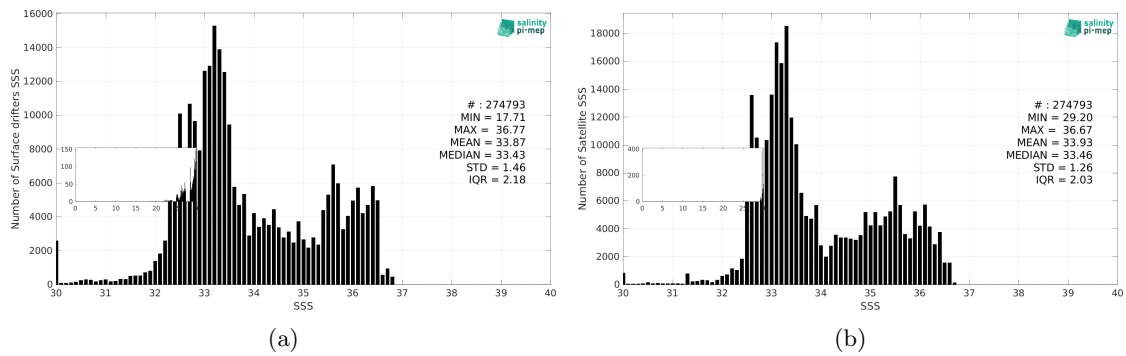 salinity
pi-mep
16000
14000
12000
10000
8000
6000
4000
2000
0
Number of Surface drifters SSS
# : 274793
MIN = 17.71
MAX = 36.77
MEAN = 33.87
MEDIAN = 33.43
STD = 1.46
IQR = 2.18
150
100
50
0
0 5 10 15 20 25
30 31 32 33 34 35 36 37 38 39 40
SSS
(a)
salinity
pi-mep
18000
16000
14000
12000
10000
8000
6000
4000
2000
0
Number of Satellite SSS
# : 274793
MIN = 29.20
MAX = 36.67
MEAN = 33.93
MEDIAN = 33.46
STD = 1.26
IQR = 2.03
400
200
0
0 5 10 15 20 25
30 31 32 33 34 35 36 37 38 39 40
SSS
(b)